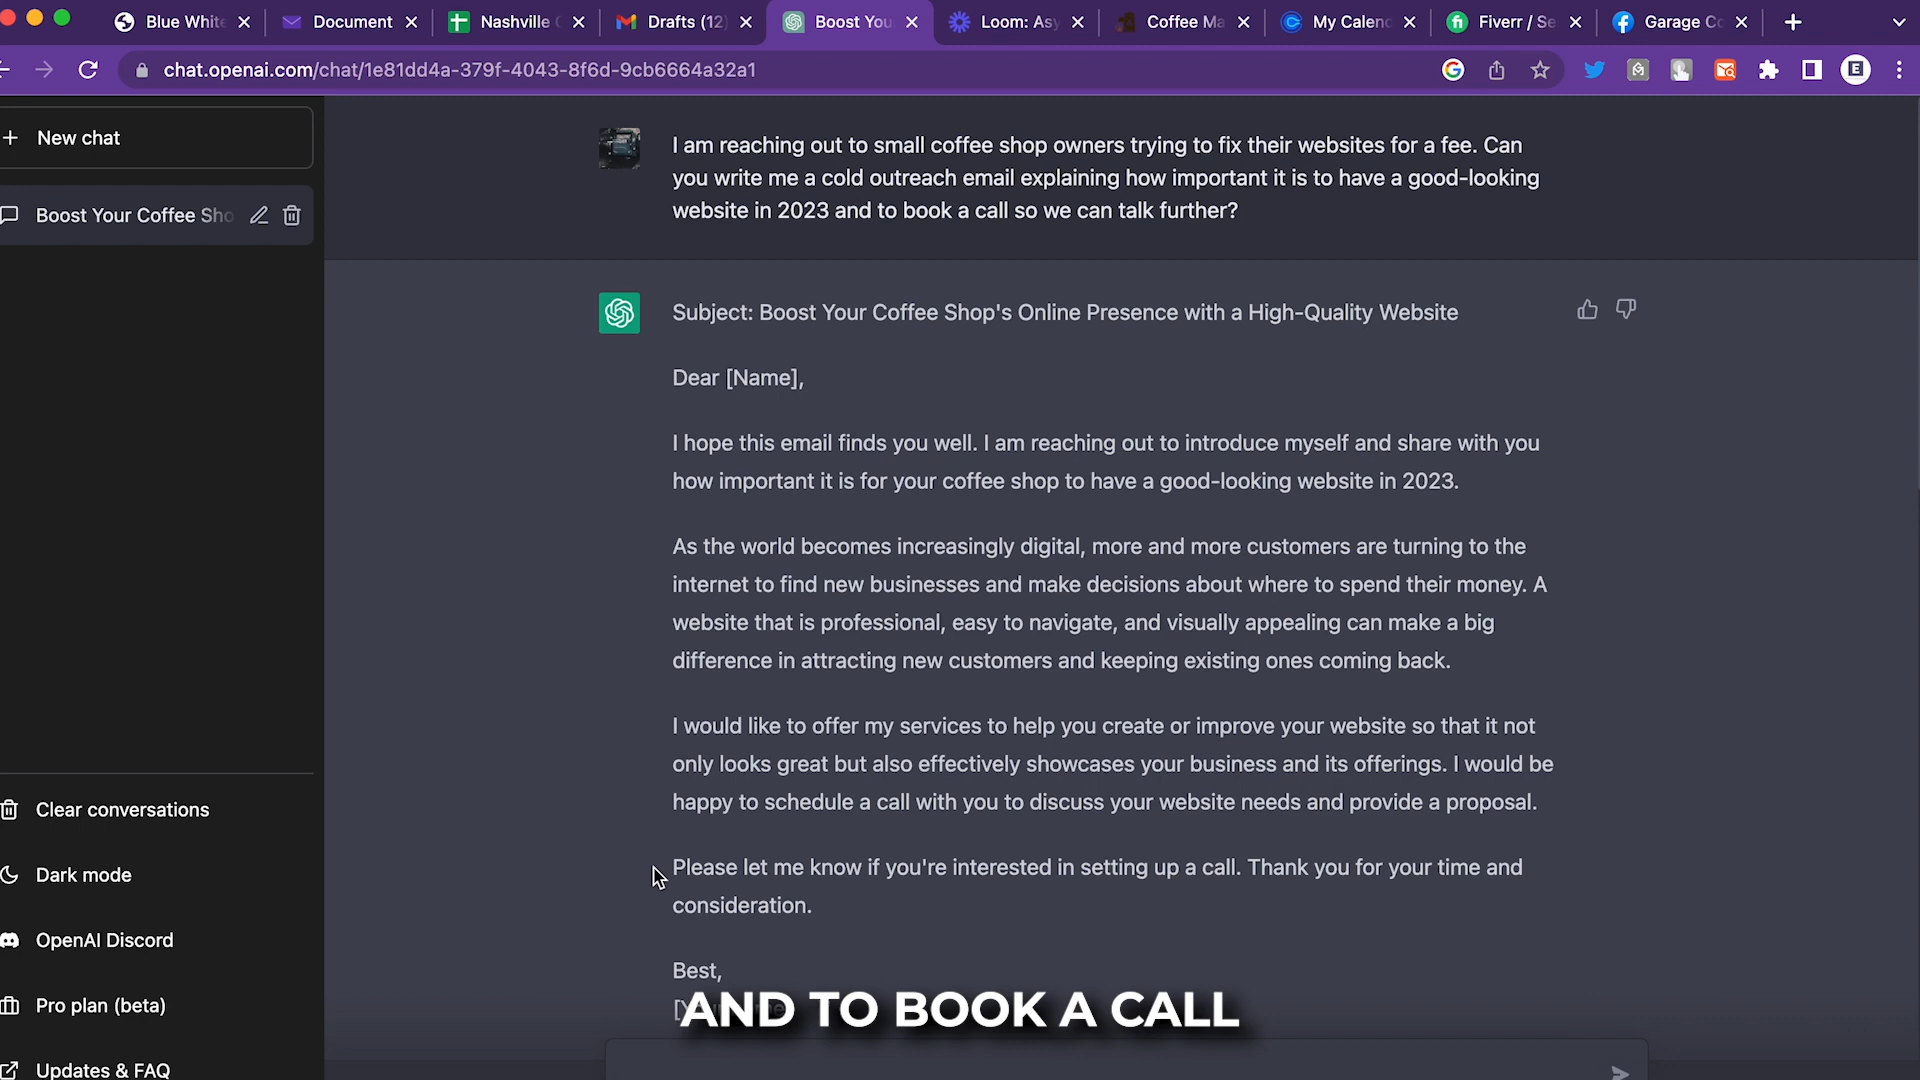 Blue White
Document
Nashville
Drafts (12)
Boost You
Loom: Asy
Coffee Ma
My Calen
Fiverr / Se
Garage Co
chat.openai.com/chat/1e81dd4a-379f-4043-8f6d-9cb6664a32a1
E
New chat
Boost Your Coffee Sho
I am reaching out to small coffee shop owners trying to fix their websites for a fee. Can
you write me a cold outreach email explaining how important it is to have a good-looking
website in 2023 and to book a call so we can talk further?
Subject: Boost Your Coffee Shop's Online Presence with a High-Quality Website
Dear [Name],
I hope this email finds you well. I am reaching out to introduce myself and share with you
how important it is for your coffee shop to have a good-looking website in 2023.
As the world becomes increasingly digital, more and more customers are turning to the
internet to find new businesses and make decisions about where to spend their money. A
website that is professional, easy to navigate, and visually appealing can make a big
difference in attracting new customers and keeping existing ones coming back.
I would like to offer my services to help you create or improve your website so that it not
only looks great but also effectively showcases your business and its offerings. I would be
happy to schedule a call with you to discuss your website needs and provide a proposal.
Please let me know if you're interested in setting up a call. Thank you for your time and
consideration.
Best,
AND TO BOOK A CALL
Clear conversations
Dark mode
OpenAI Discord
Pro plan (beta)
Updates & FAQ